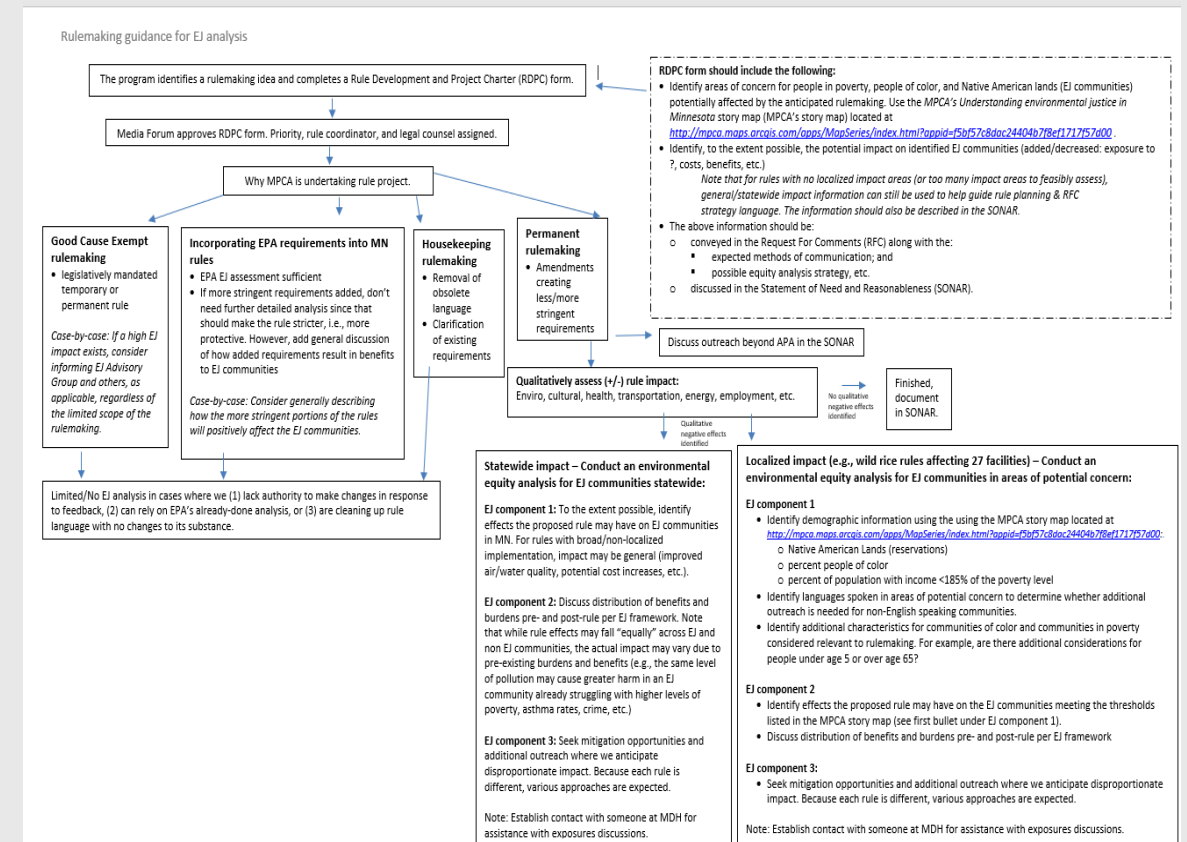 Rulemaking guidance for EJ analysis
The program identifies a rulemaking idea and completes a Rule Development and Project Charter (RDPC) form.
Media Forum approves RDPC form. Priority, rule coordinator, and legal counsel assigned.
Why MPCA is undertaking rule project.
RDPC form should include the following:
• Identify areas of concern for people in poverty, people of color, and Native American lands (EJ communities)
potentially affected by the anticipated rulemaking. Use the MPCA's Understanding environmental justice in
Minnesota story map (MPCA's story map) located at
http://mpca.maps.arcgis.com/apps/MapSeries/index.html?appid=f5bf57c8dac24404b7f8ef1717f57d00 .
• Identify, to the extent possible, the potential impact on identified EJ communities (added/decreased: exposure to
?, costs, benefits, etc.)
Note that for rules with no localized impact areas (or too many impact areas to feasibly assess),
general/statewide impact information can still be used to help guide rule planning & RFC
strategy language. The information should also be described in the SONAR.
• The above information should be:
o conveyed in the Request For Comments (RFC) along with the:
▪ expected methods of communication; and
▪ possible equity analysis strategy, etc.
o discussed in the Statement of Need and Reasonableness (SONAR).
Good Cause Exempt
rulemaking
• legislatively mandated
temporary or
permanent rule
Case-by-case: If a high EJ
impact exists, consider
informing EJ Advisory
Group and others, as
applicable, regardless of
the limited scope of the
rulemaking.
Incorporating EPA requirements into MN
rules
• EPA EJ assessment sufficient
• If more stringent requirements added, don't
need further detailed analysis since that
should make the rule stricter, i.e., more
protective. However, add general discussion
of how added requirements result in benefits
to EJ communities
Case-by-case: Consider generally describing
how the more stringent portions of the rules
will positively affect the EJ communities.
Housekeeping
rulemaking
• Removal of
obsolete
language
• Clarification
of existing
requirements
Permanent
rulemaking
• Amendments
creating
less/more
stringent
requirements
Discuss outreach beyond APA in the SONAR
Qualitatively assess (+/-) rule impact:
Enviro, cultural, health, transportation, energy, employment, etc.
No qualitative
negative effects
identified
Finished,
document
in SONAR.
Qualitative
negative effects
identified
Limited/No EJ analysis in cases where we (1) lack authority to make changes in response
to feedback, (2) can rely on EPA's already-done analysis, or (3) are cleaning up rule
language with no changes to its substance.
Statewide impact – Conduct an environmental
equity analysis for EJ communities statewide:
EJ component 1: To the extent possible, identify
effects the proposed rule may have on EJ communities
in MN. For rules with broad/non-localized
implementation, impact may be general (improved
air/water quality, potential cost increases, etc.).
EJ component 2: Discuss distribution of benefits and
burdens pre- and post-rule per EJ framework. Note
that while rule effects may fall "equally" across EJ and
non EJ communities, the actual impact may vary due to
pre-existing burdens and benefits (e.g., the same level
of pollution may cause greater harm in an EJ
community already struggling with higher levels of
poverty, asthma rates, crime, etc.)
EJ component 3: Seek mitigation opportunities and
additional outreach where we anticipate
disproportionate impact. Because each rule is
different, various approaches are expected.
Note: Establish contact with someone at MDH for
assistance with exposures discussions.
Localized impact (e.g., wild rice rules affecting 27 facilities) – Conduct an
environmental equity analysis for EJ communities in areas of potential concern:
EJ component 1
• Identify demographic information using the using the MPCA story map located at
http://mpca.maps.arcgis.com/apps/MapSeries/index.html?appid=f5bf57c8dac24404b7f8ef1717f57d00:.
o Native American Lands (reservations)
o percent people of color
o percent of population with income <185% of the poverty level
• Identify languages spoken in areas of potential concern to determine whether additional
outreach is needed for non-English speaking communities.
• Identify additional characteristics for communities of color and communities in poverty
considered relevant to rulemaking. For example, are there additional considerations for
people under age 5 or over age 65?
EJ component 2
• Identify effects the proposed rule may have on the EJ communities meeting the thresholds
listed in the MPCA story map (see first bullet under EJ component 1).
• Discuss distribution of benefits and burdens pre- and post-rule per EJ framework
EJ component 3:
• Seek mitigation opportunities and additional outreach where we anticipate disproportionate
impact. Because each rule is different, various approaches are expected.
Note: Establish contact with someone at MDH for assistance with exposures discussions.